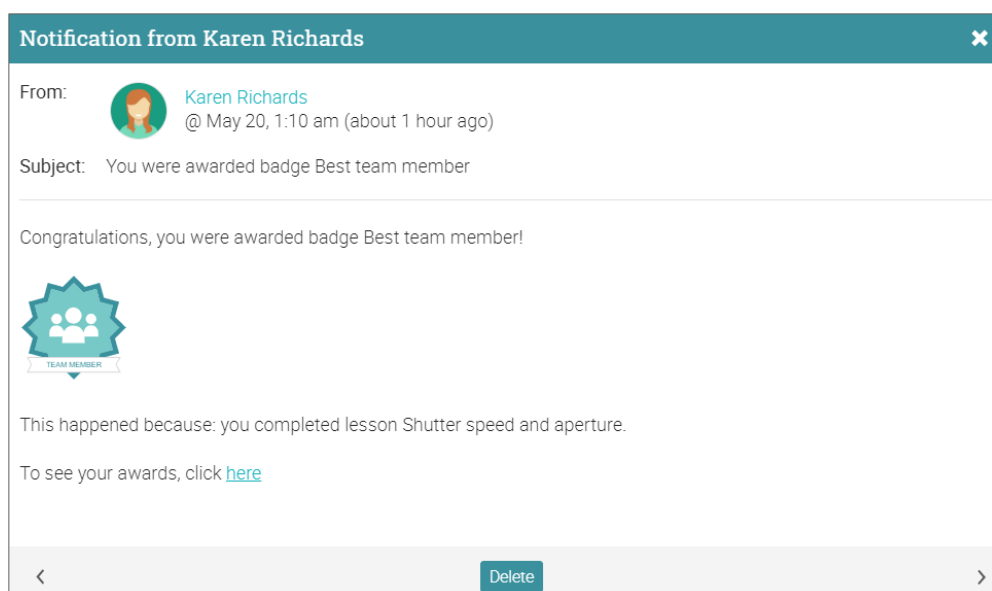 Notification from Karen Richards
From:
Karen Richards
@ May 20, 1:10 am (about 1 hour ago)
Subject: You were awarded badge Best team member
Congratulations, you were awarded badge Best team member!
TEAM MEMBER
This happened because: you completed lesson Shutter speed and aperture.
To see your awards, click here
Delete